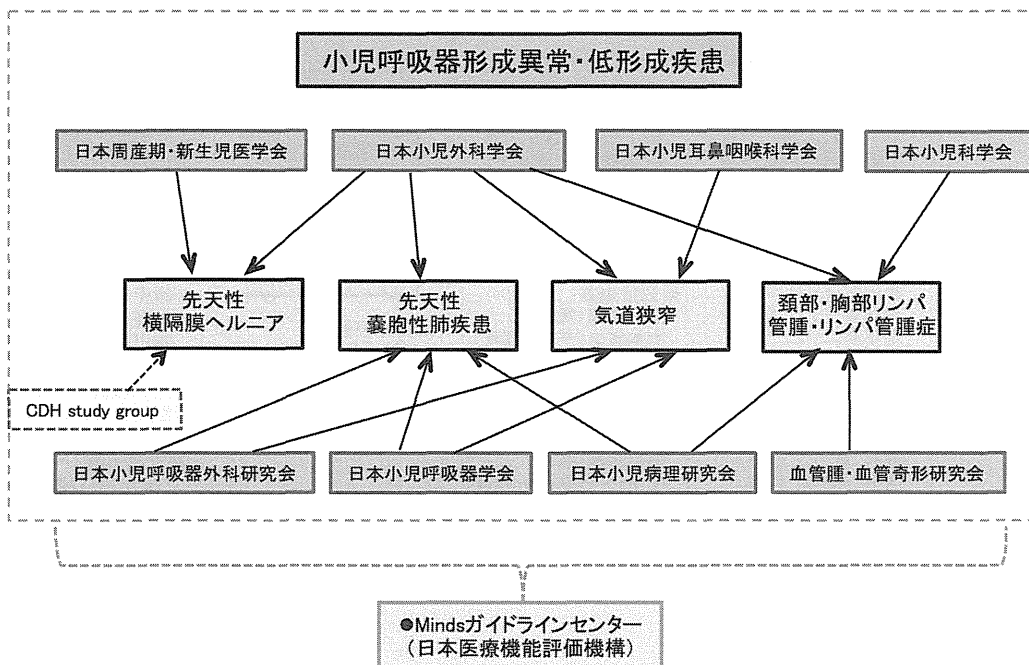 小児呼吸器形成異常・低形成疾患
日本周産期・新生児医学会
日本小児外科学会
日本小児耳鼻咽喉科学会
日本小児科学会
先天性
横隔膜ヘルニア
先天性
嚢胞性肺疾患
気道狭窄
頚部・胸部リンパ
管腫・リンパ管腫症
CDH study group
日本小児呼吸器外科研究会
日本小児呼吸器学会
日本小児病理研究会
血管腫・血管奇形研究会
●Mindsガイドラインセンター
（日本医療機能評価機構）